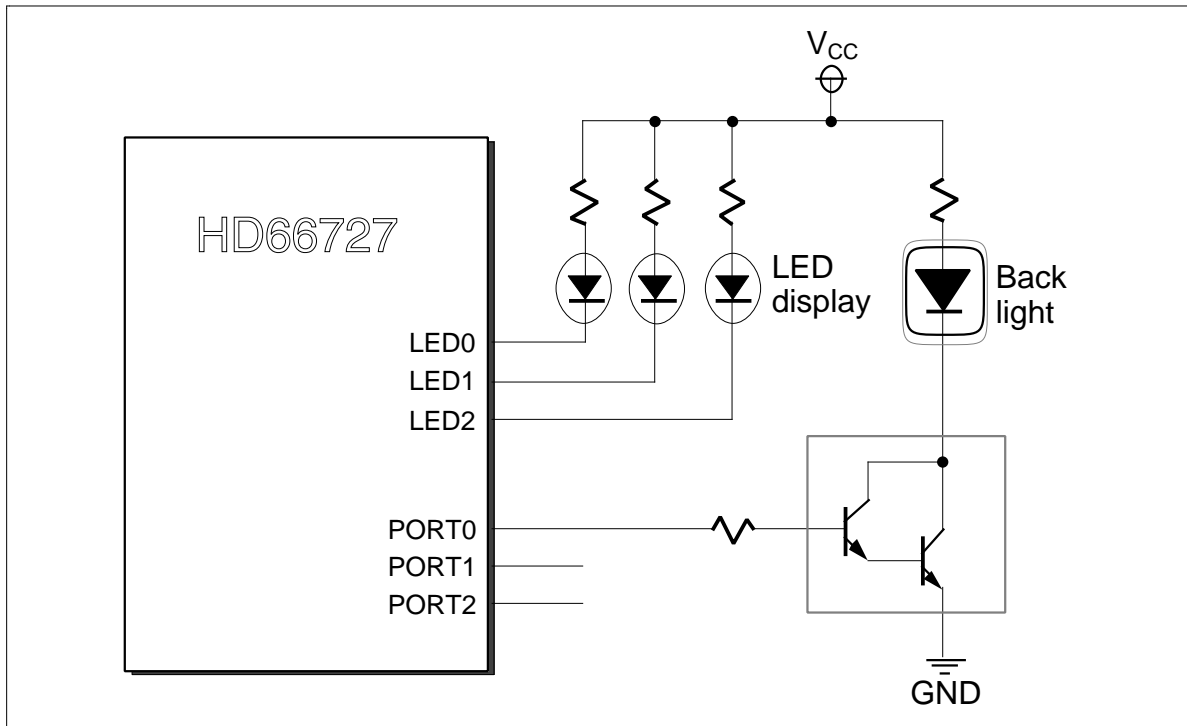 VCC
HD66727
LED display
Back light
LED0
LED1
LED2
PORT0
PORT1
PORT2
GND